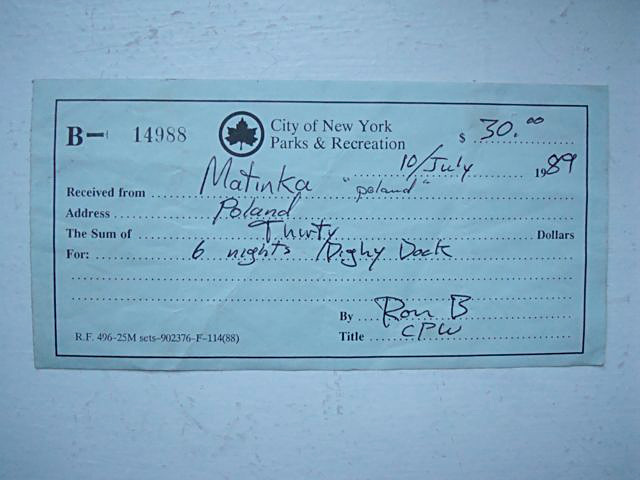 B- 14988
City of New York
Parks & Recreation
$ 30.00
10/July 1989
Received from Matinka "poland"
Address Poland
The Sum of Thirty Dollars
For: 6 nights / Dighy Dock
By Ron B
Title CPW
R.F. 496-25M sets-902376-F-114(88)